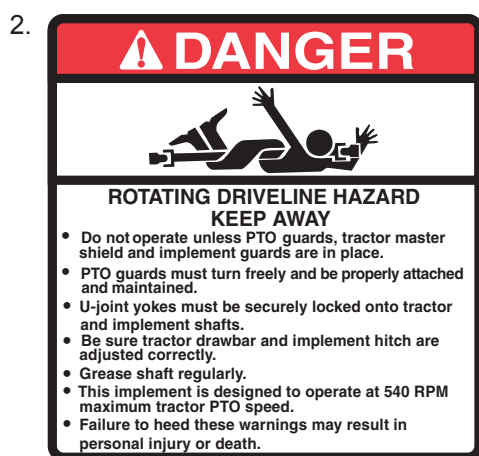 2.
DANGER
ROTATING DRIVELINE HAZARD
KEEP AWAY
• Do not operate unless PTO guards, tractor master
shield and implement guards are in place.
• PTO guards must turn freely and be properly attached
and maintained.
• U-joint yokes must be securely locked onto tractor
and implement shafts.
• Be sure tractor drawbar and implement hitch are
adjusted correctly.
• Grease shaft regularly.
• This implement is designed to operate at 540 RPM
maximum tractor PTO speed.
• Failure to heed these warnings may result in
personal injury or death.